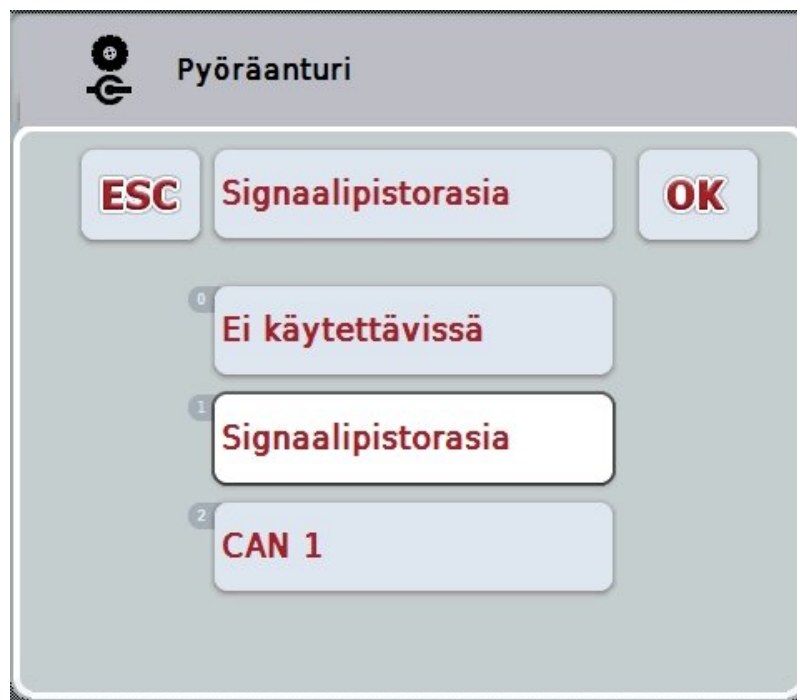 Pyöräanturi
ESC
Signaalipistorasia
OK
0
Ei käytettävissä
1
Signaalipistorasia
2
CAN 1